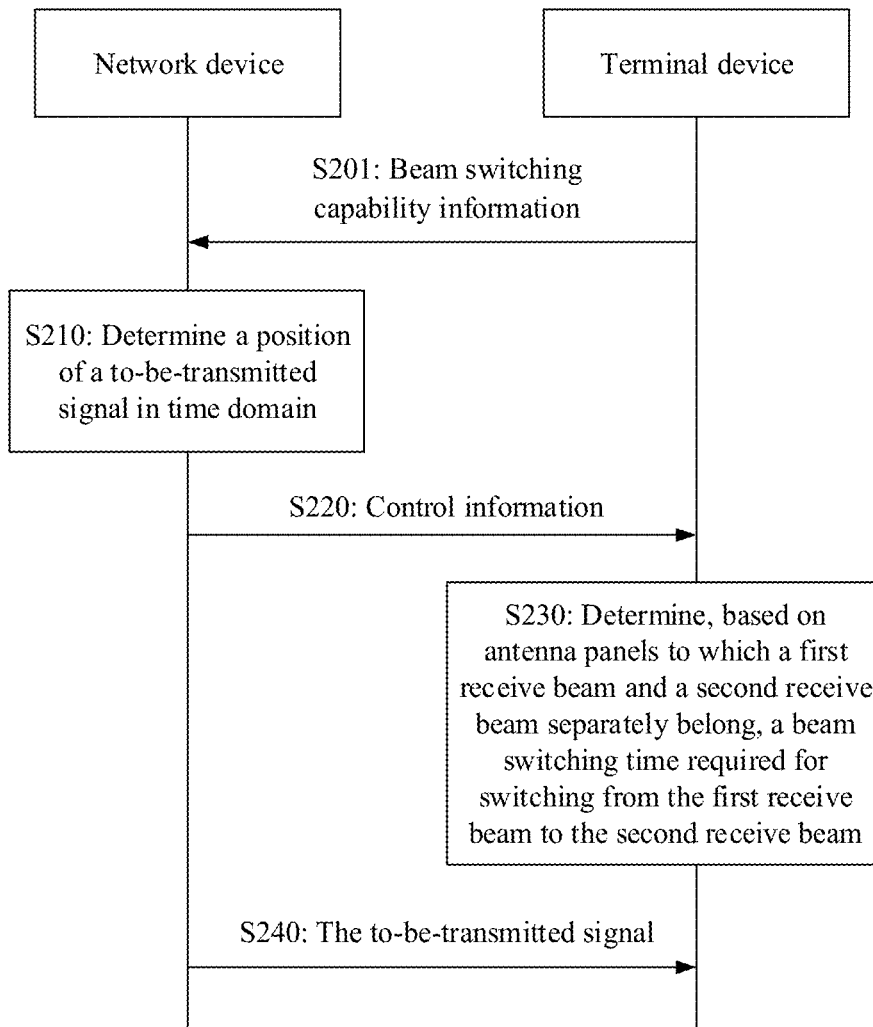 Network device
Terminal device
S201: Beam switching
capability information
S210: Determine a position
of a to-be-transmitted
signal in time domain
S220: Control information
S230: Determine, based on
antenna panels to which a first
receive beam and a second receive
beam separately belong, a beam
switching time required for
switching from the first receive
beam to the second receive beam
S240: The to-be-transmitted signal